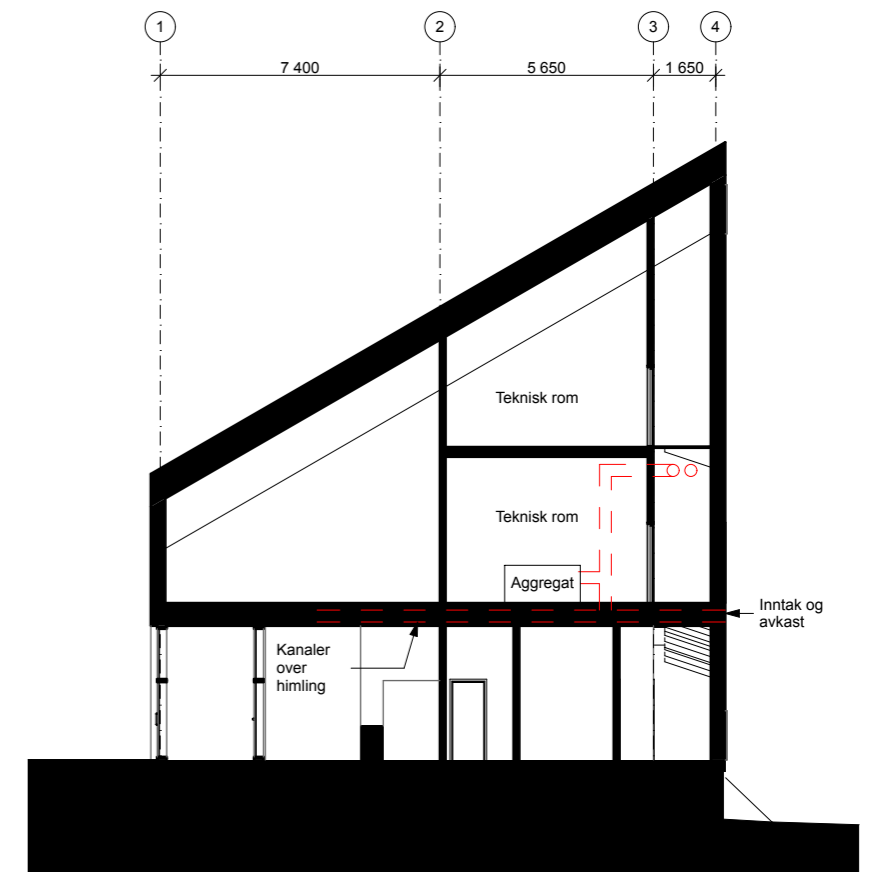 1 2 3 4
7 400 5 650 1 650
Teknisk rom
Teknisk rom
Aggregat
Inntak og
avkast
Kanaler
over
himling